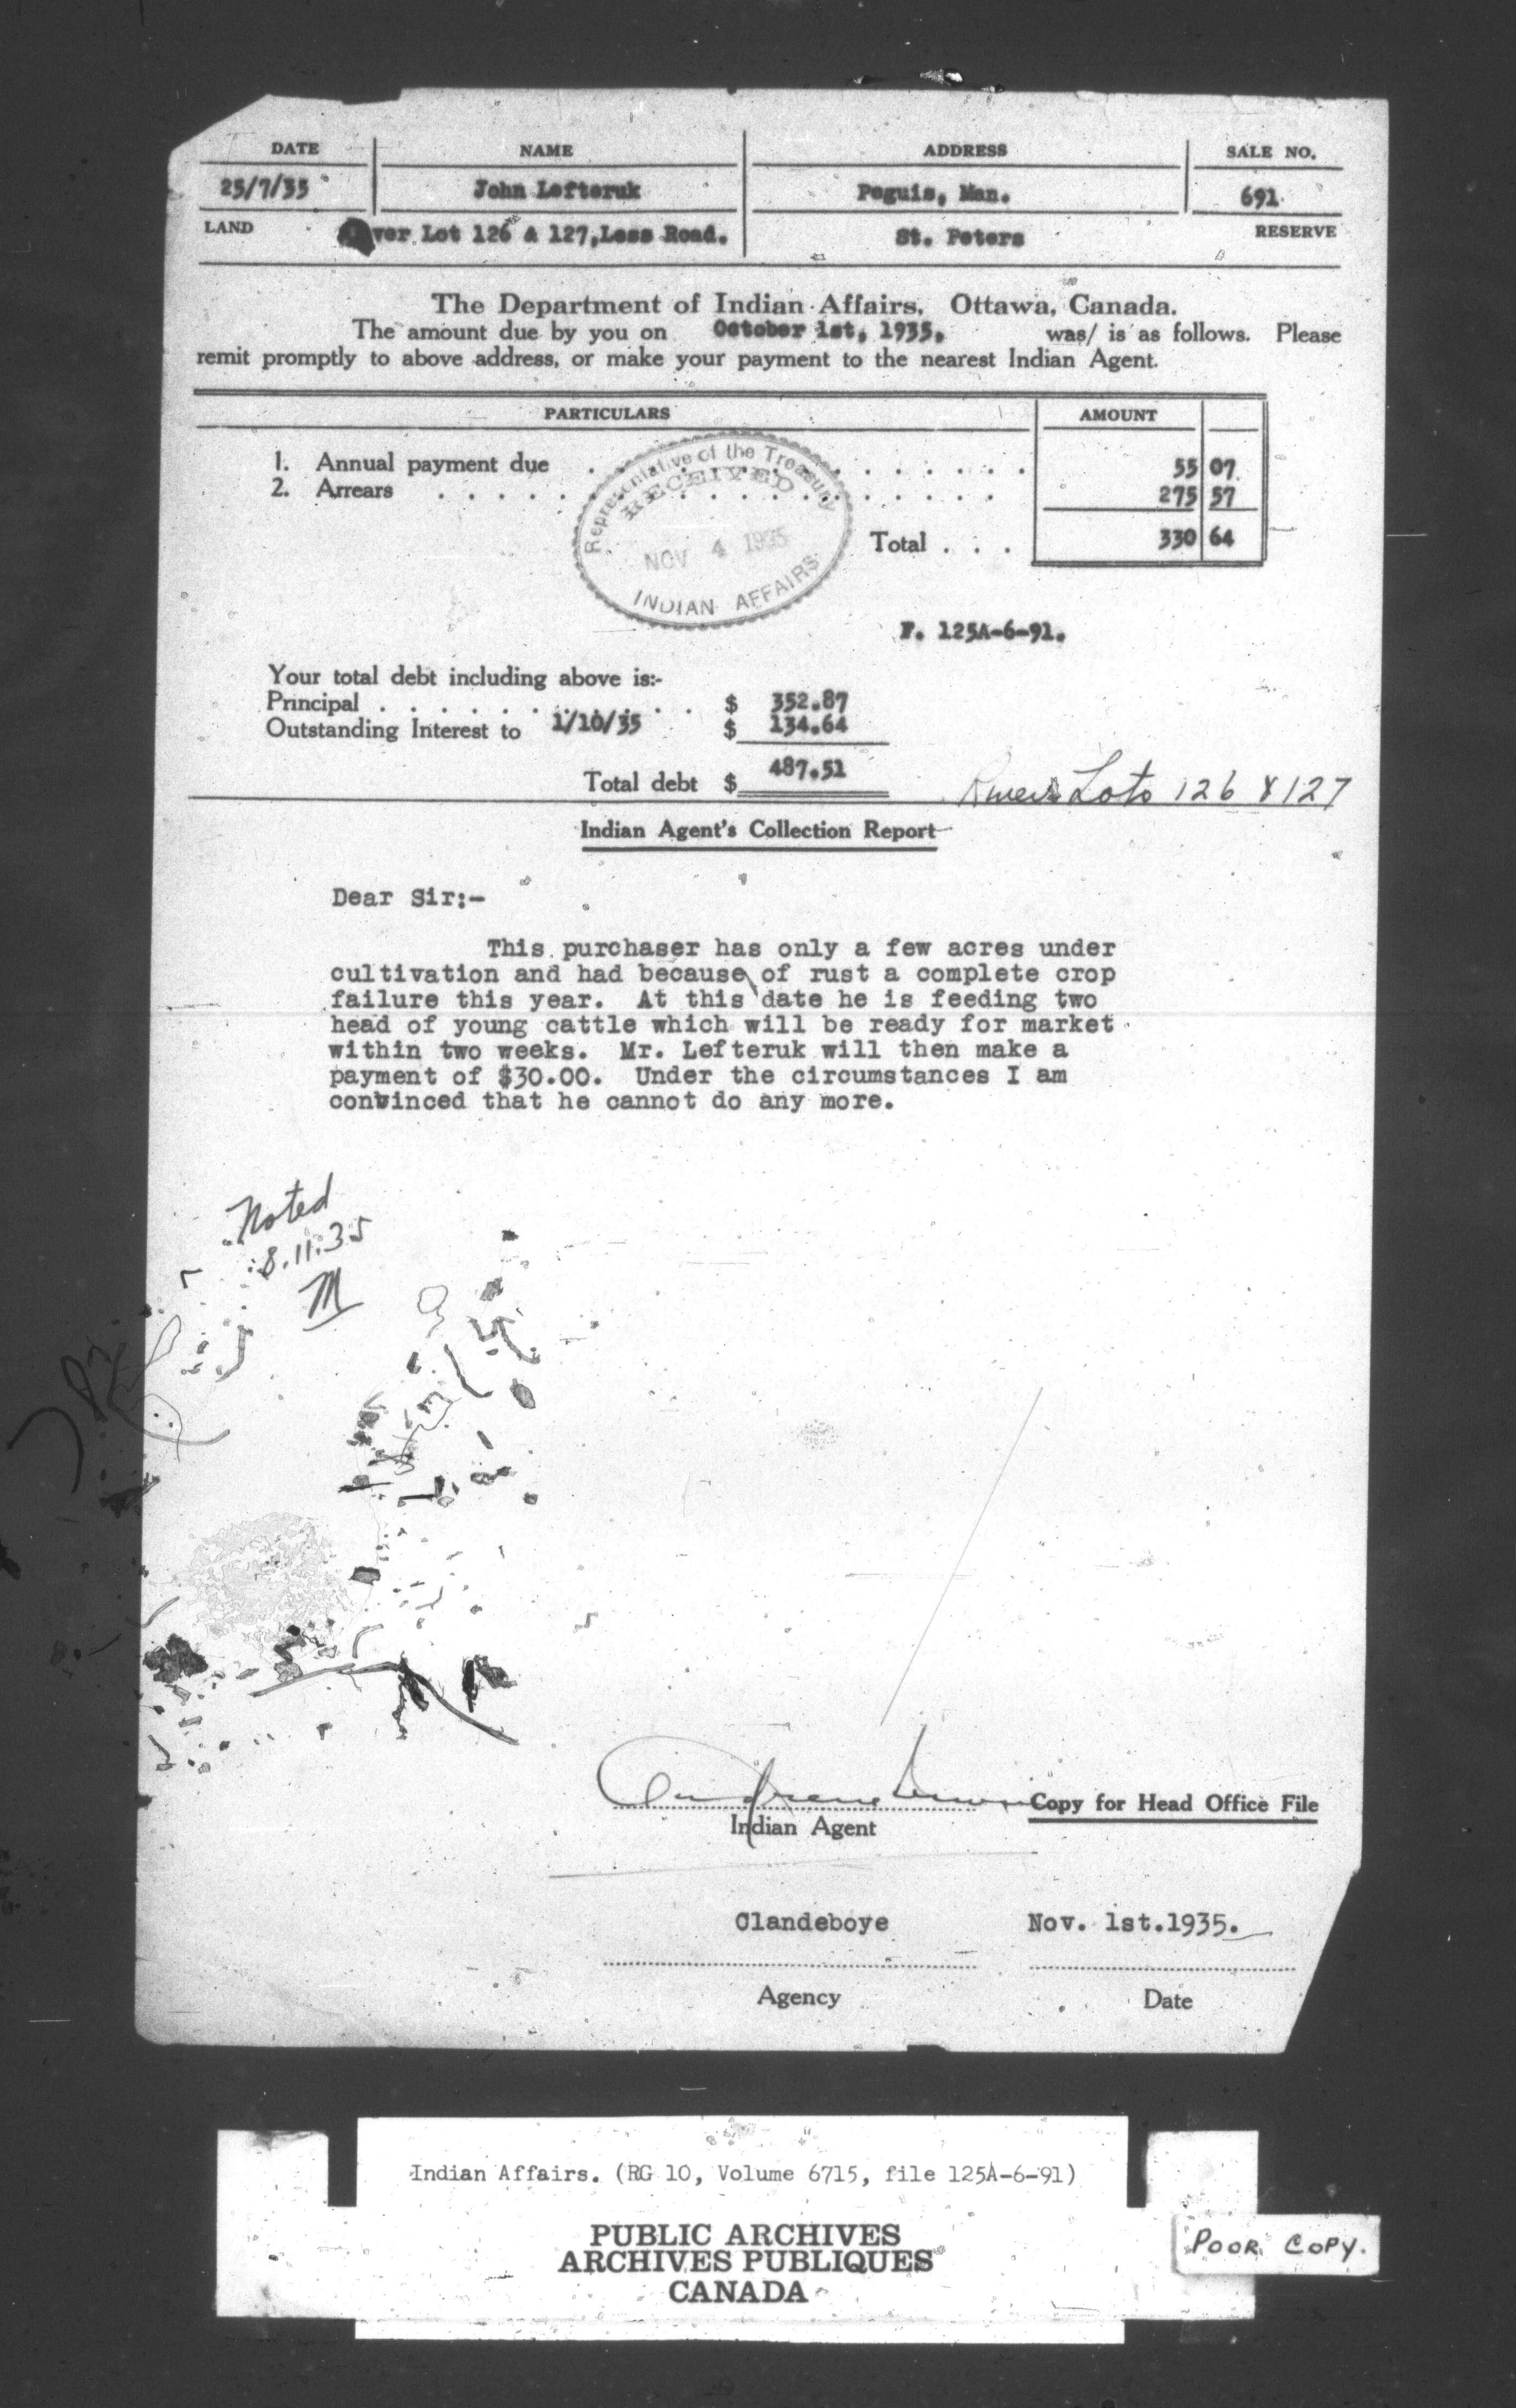 DATE NAME ADDRESS SALE NO.
25/7/35 John Lefteruk Peguis, Man. 691
LAND ver Lot 126 & 127, Less Road. St. Peters RESERVE
The Department of Indian Affairs, Ottawa, Canada.
The amount due by you on October 1st, 1935, was/ is as follows. Please
remit promptly to above address, or make your payment to the nearest Indian Agent.
PARTICULARS AMOUNT
1. Annual payment due . . . . . . . . 55 07
2. Arrears . . . . . . . . . . . . . . 275 57
Total . . . 330 64
Representative of the Treasury
RECEIVED
NOV 4 1935
INDIAN AFFAIRS
F. 125A-6-91.
Your total debt including above is:-
Principal . . . . . . . . . . . $ 352.87
Outstanding Interest to 1/10/35 $ 134.64
Total debt $ 487.51
River Lots 126 & 127
Indian Agent's Collection Report
Dear Sir:-
This purchaser has only a few acres under
cultivation and had because of rust a complete crop
failure this year. At this date he is feeding two
head of young cattle which will be ready for market
within two weeks. Mr. Lefteruk will then make a
payment of $30.00. Under the circumstances I am
convinced that he cannot do any more.
Noted
8.11.35
M
Copy for Head Office File
Indian Agent
Clandeboye Nov. 1st.1935.
Agency Date
Indian Affairs. (RG 10, Volume 6715, file 125A-6-91)
PUBLIC ARCHIVES
ARCHIVES PUBLIQUES
CANADA
POOR COPY.